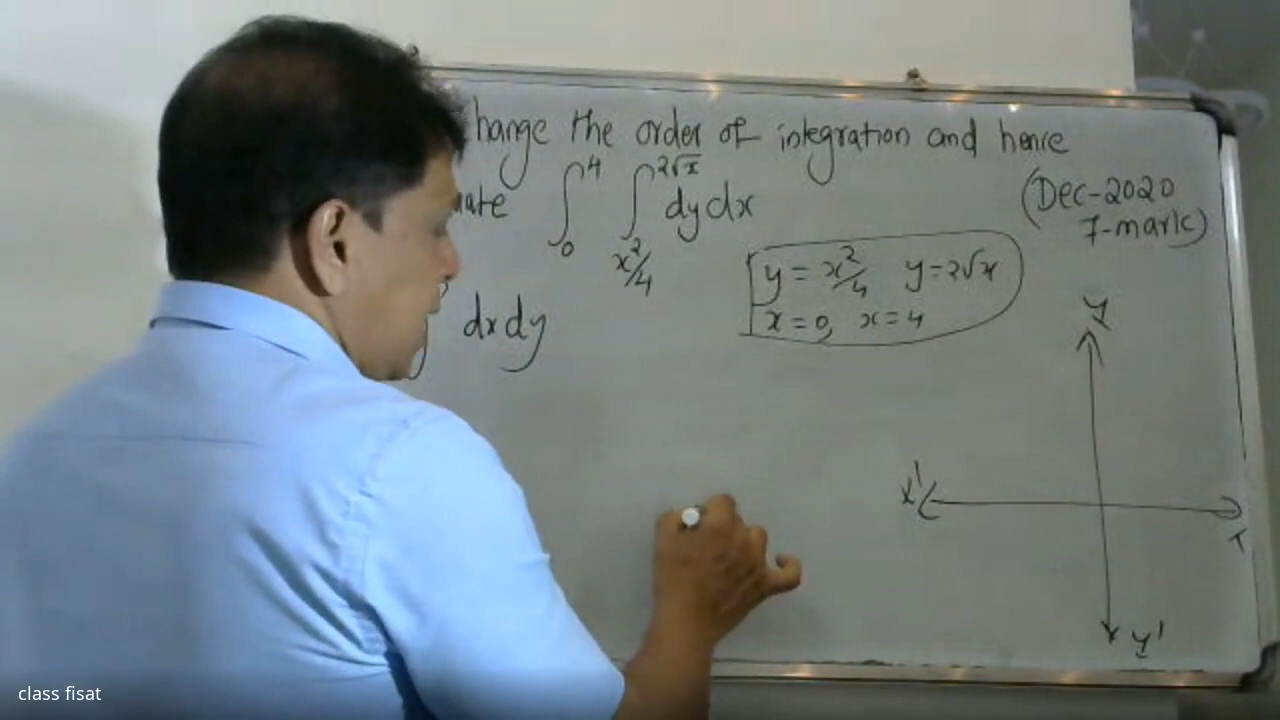 hange the order of integration and hence
uate ∫₀⁴ ∫_{x²/4}^{2√x} dy dx
(Dec-2020
7-mark)
y = x²/4 y=2√x
x = 0, x = 4
dx dy
y
x'
x
y'
class fisat